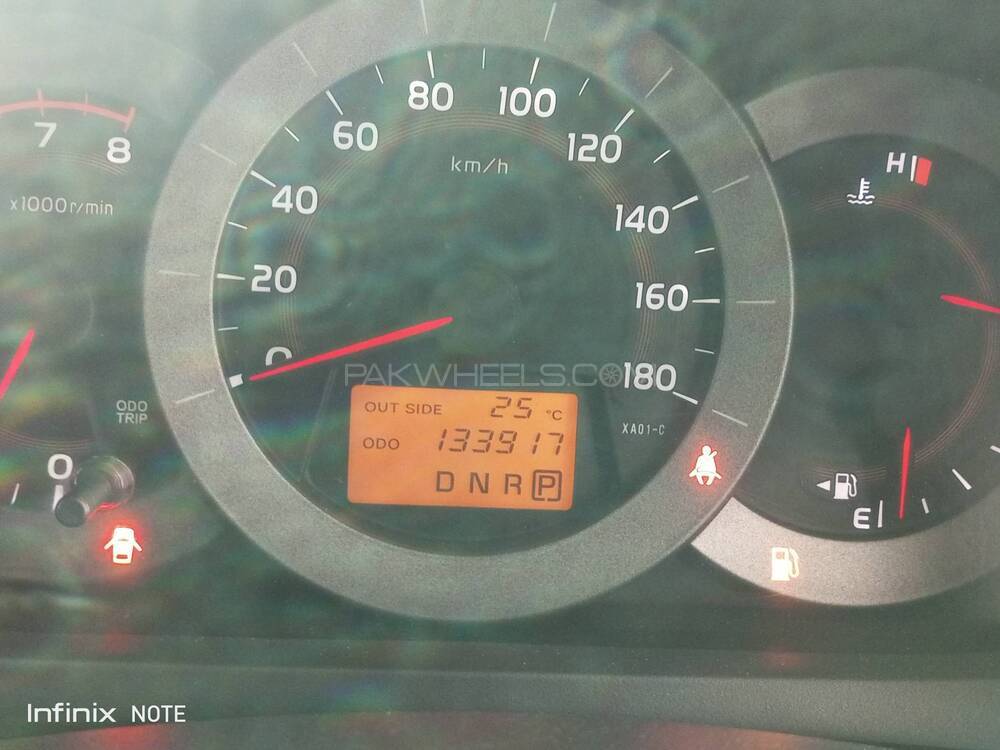 7
8
x1000r/min
0
ODO
TRIP
0
20
40
60
80
100
120
140
160
180
km/h
PAKWHEELS.COM
OUT SIDE 25 °C
ODO 133917
D N R P
XA01-C
H
E
Infinix NOTE